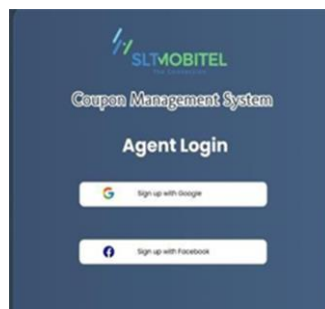 SLTMOBITEL
Coupon Management System
Agent Login
Sign up with Google
Sign up with Facebook